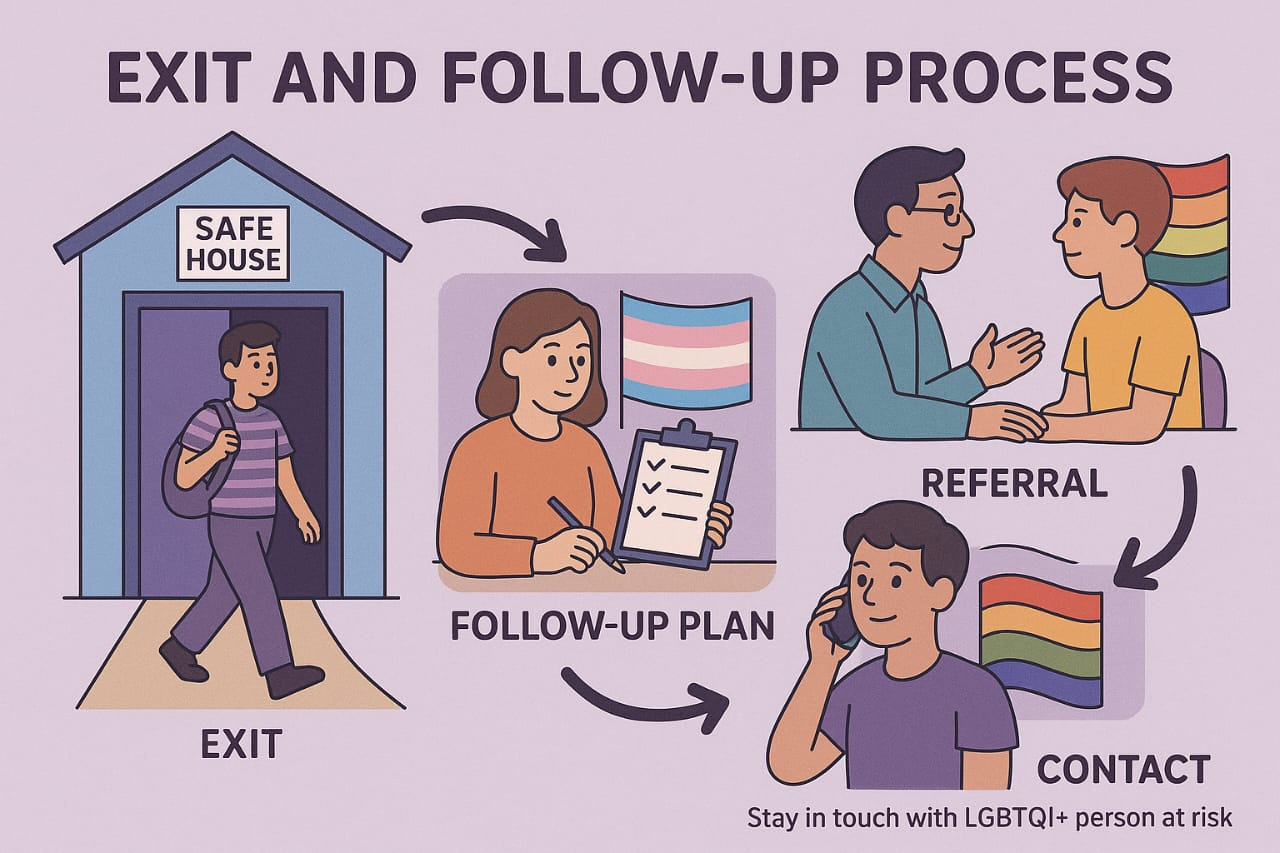 EXIT AND FOLLOW-UP PROCESS
SAFE
HOUSE
EXIT
FOLLOW-UP PLAN
REFERRAL
CONTACT
Stay in touch with LGBTQI+ person at risk